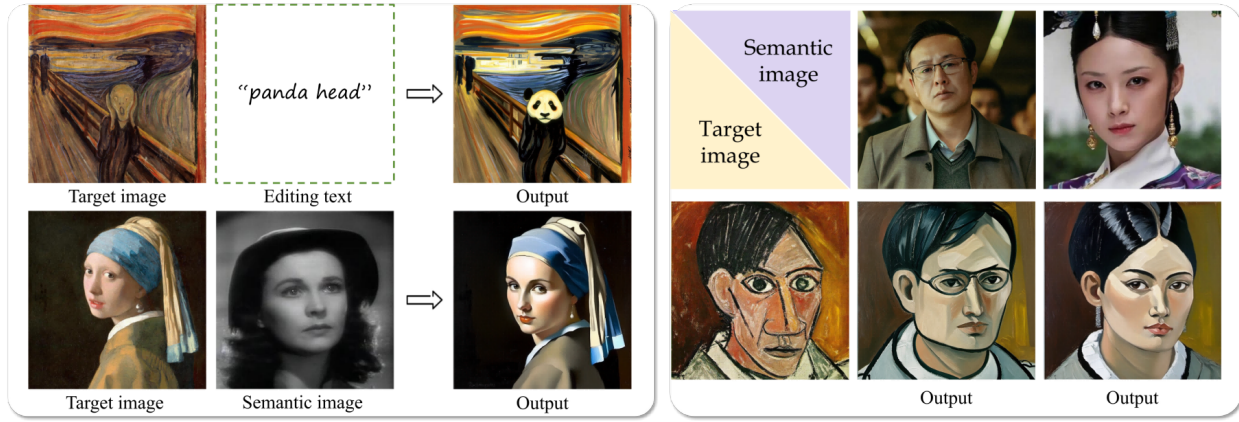 "panda head"
Target image
Editing text
Output
Target image
Semantic image
Output
Semantic
image
Target
image
Output
Output